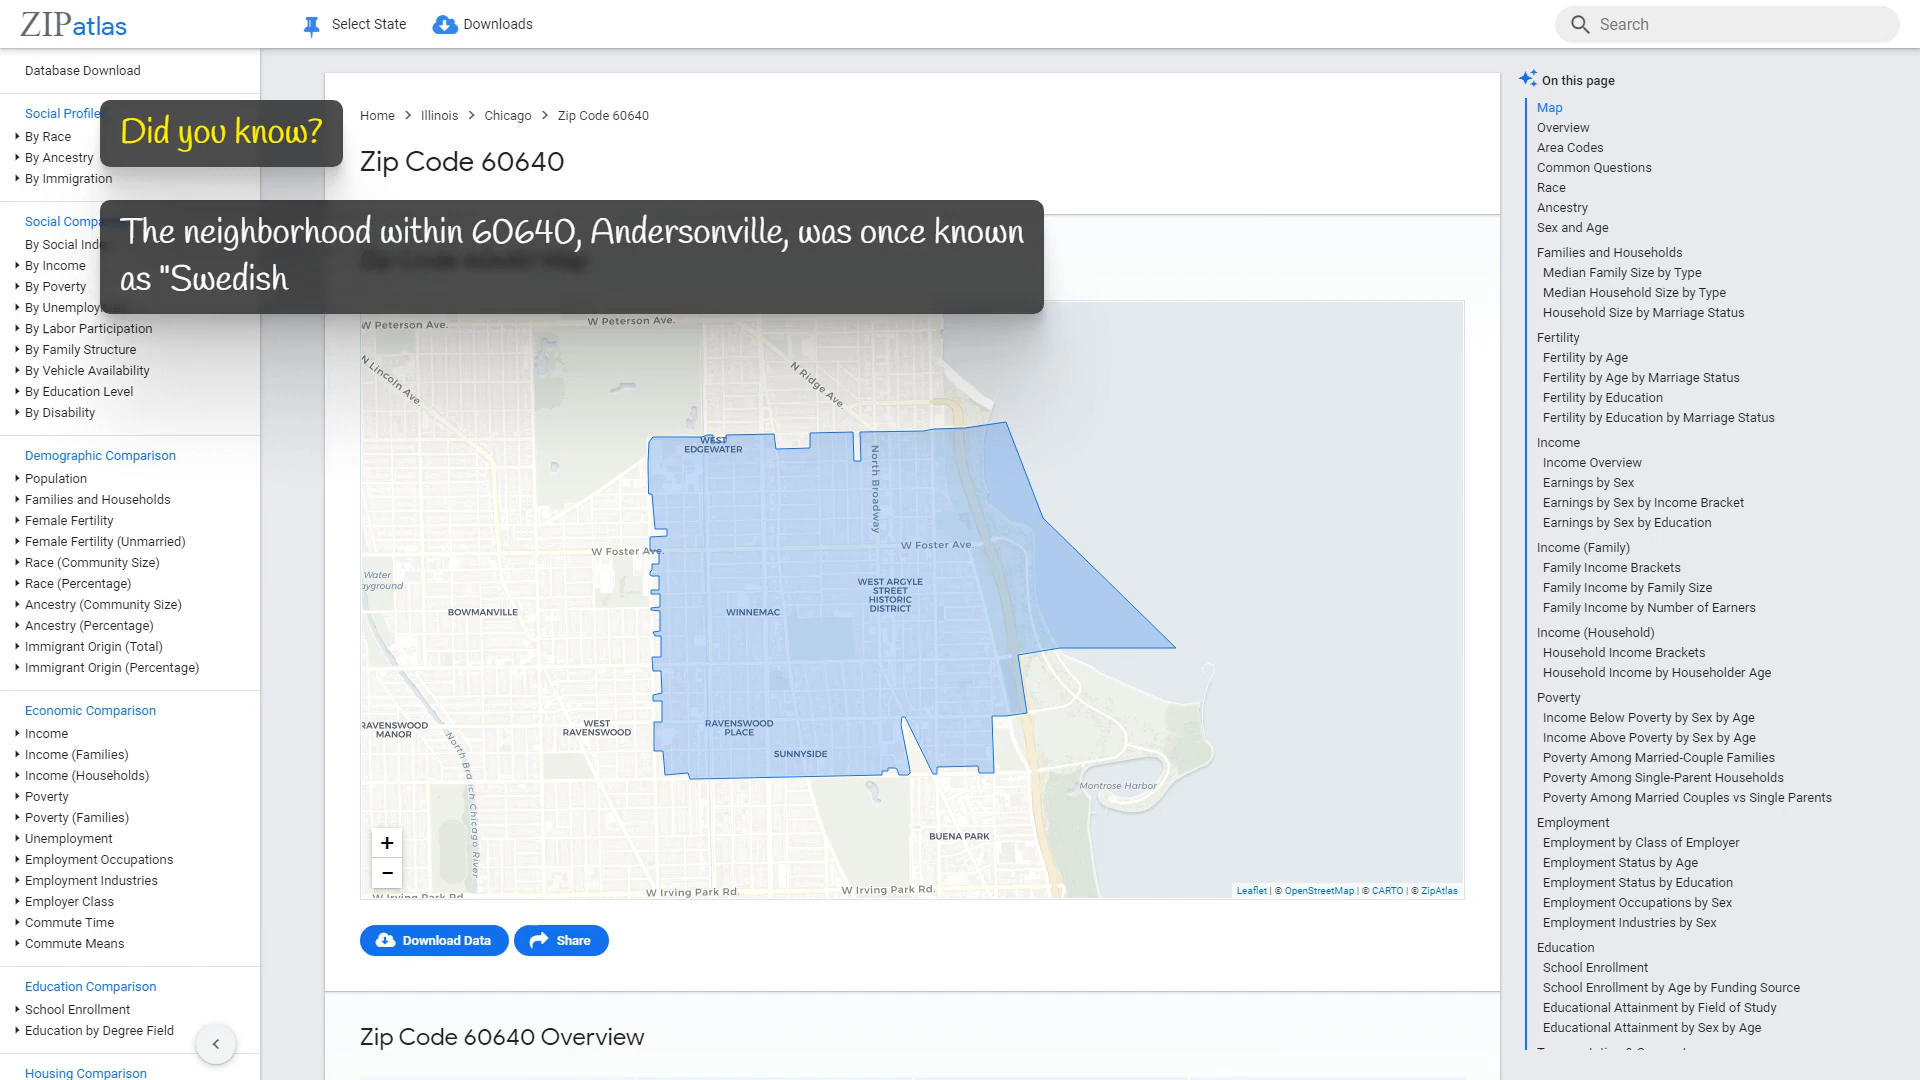 ZIPatlas
Select State
Downloads
Search
Database Download
Social Profile
By Race
By Ancestry
By Immigration
Social Compa
By Social Inde
By Income
By Poverty
By Unemploy
By Labor Participation
By Family Structure
By Vehicle Availability
By Education Level
By Disability
Demographic Comparison
Population
Families and Households
Female Fertility
Female Fertility (Unmarried)
Race (Community Size)
Race (Percentage)
Ancestry (Community Size)
Ancestry (Percentage)
Immigrant Origin (Total)
Immigrant Origin (Percentage)
Economic Comparison
Income
Income (Families)
Income (Households)
Poverty
Poverty (Families)
Unemployment
Employment Occupations
Employment Industries
Employer Class
Commute Time
Commute Means
Education Comparison
School Enrollment
Education by Degree Field
Housing Comparison
Did you know?
The neighborhood within 60640, Andersonville, was once known
as "Swedish
Home > Illinois > Chicago > Zip Code 60640
Zip Code 60640
Zip Code 60640 Map
W Peterson Ave.
W Peterson Ave.
N Lincoln Ave.
N Ridge Ave.
WEST
EDGEWATER
North Broadway
W Foster Ave.
W Foster Ave.
Water
ayground
BOWMANVILLE
WINNEMAC
WEST ARGYLE
STREET
HISTORIC
DISTRICT
RAVENSWOOD
MANOR
WEST
RAVENSWOOD
RAVENSWOOD
PLACE
SUNNYSIDE
North Bra
ich Chicago River
Montrose Harbor
BUENA PARK
W Irving Park Rd.
W Irving Park Rd.
W Irving Park Rd.
+
−
Leaflet | © OpenStreetMap | © CARTO | © ZipAtlas
Download Data
Share
Zip Code 60640 Overview
On this page
Map
Overview
Area Codes
Common Questions
Race
Ancestry
Sex and Age
Families and Households
Median Family Size by Type
Median Household Size by Type
Household Size by Marriage Status
Fertility
Fertility by Age
Fertility by Age by Marriage Status
Fertility by Education
Fertility by Education by Marriage Status
Income
Income Overview
Earnings by Sex
Earnings by Sex by Income Bracket
Earnings by Sex by Education
Income (Family)
Family Income Brackets
Family Income by Family Size
Family Income by Number of Earners
Income (Household)
Household Income Brackets
Household Income by Householder Age
Poverty
Income Below Poverty by Sex by Age
Income Above Poverty by Sex by Age
Poverty Among Married-Couple Families
Poverty Among Single-Parent Households
Poverty Among Married Couples vs Single Parents
Employment
Employment by Class of Employer
Employment Status by Age
Employment Status by Education
Employment Occupations by Sex
Employment Industries by Sex
Education
School Enrollment
School Enrollment by Age by Funding Source
Educational Attainment by Field of Study
Educational Attainment by Sex by Age